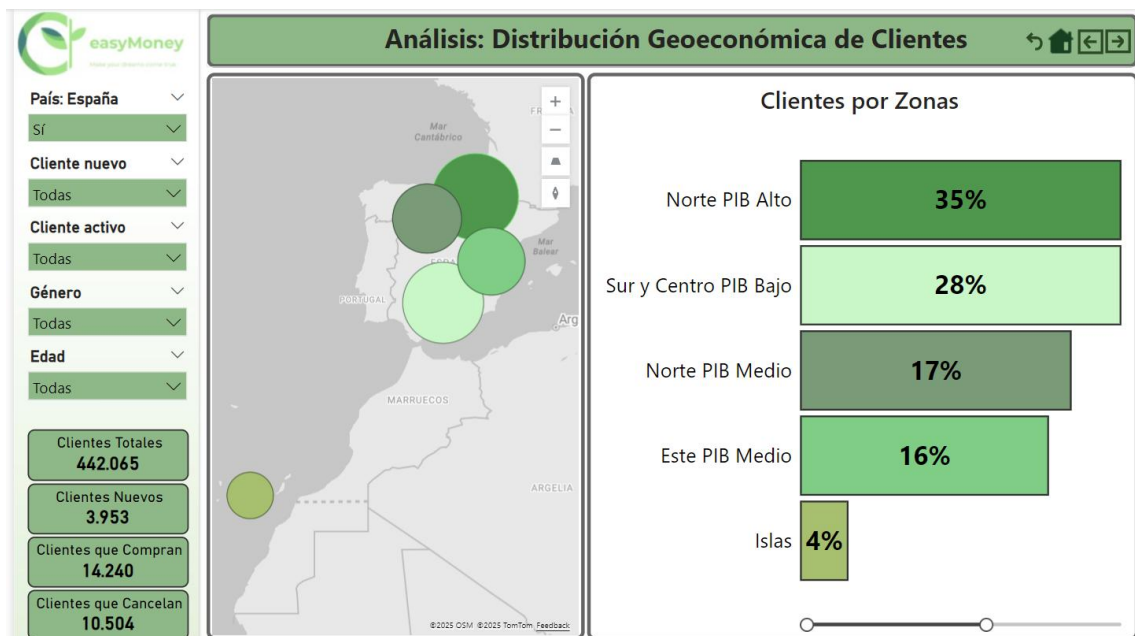 easyMoney
Análisis: Distribución Geoeconómica de Clientes
País: España
Sí
Cliente nuevo
Todas
Cliente activo
Todas
Género
Todas
Edad
Todas
Clientes Totales
442.065
Clientes Nuevos
3.953
Clientes que Compran
14.240
Clientes que Cancelan
10.504
Mar
Cantábrico
Mar
Balear
PORTUGAL
MARRUECOS
ARGELIA
©2025 OSM ©2025 TomTom Feedback
Clientes por Zonas
Norte PIB Alto
35%
Sur y Centro PIB Bajo
28%
Norte PIB Medio
17%
Este PIB Medio
16%
Islas
4%